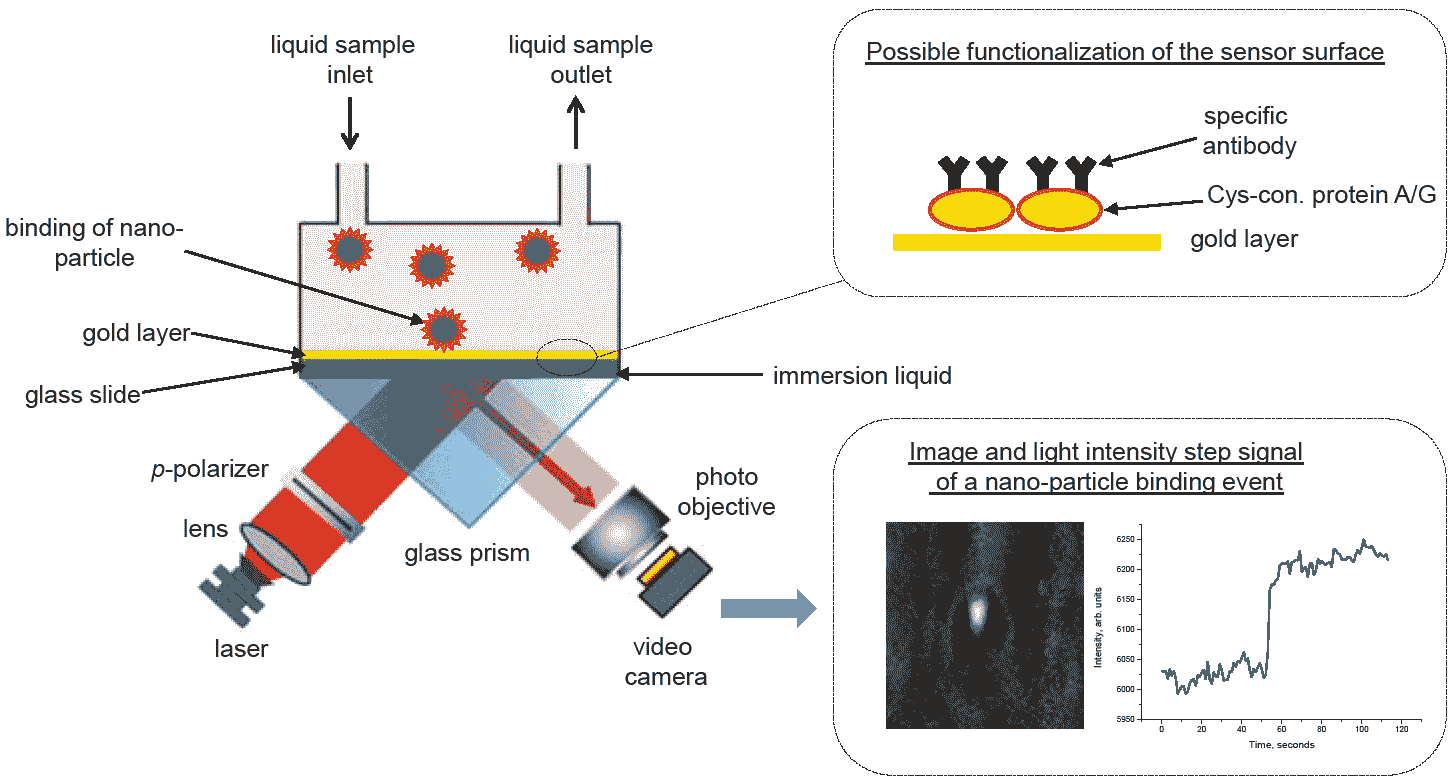 liquid sample
inlet
liquid sample
outlet
binding of nano-
particle
gold layer
glass slide
immersion liquid
p-polarizer
lens
laser
glass prism
photo
objective
video
camera
Possible functionalization of the sensor surface
specific
antibody
Cys-con. protein A/G
gold layer
Image and light intensity step signal
of a nano-particle binding event
Intensity, arb. units
6250
6200
6150
6100
6050
6000
5950
0 20 40 60 80 100 120
Time, seconds